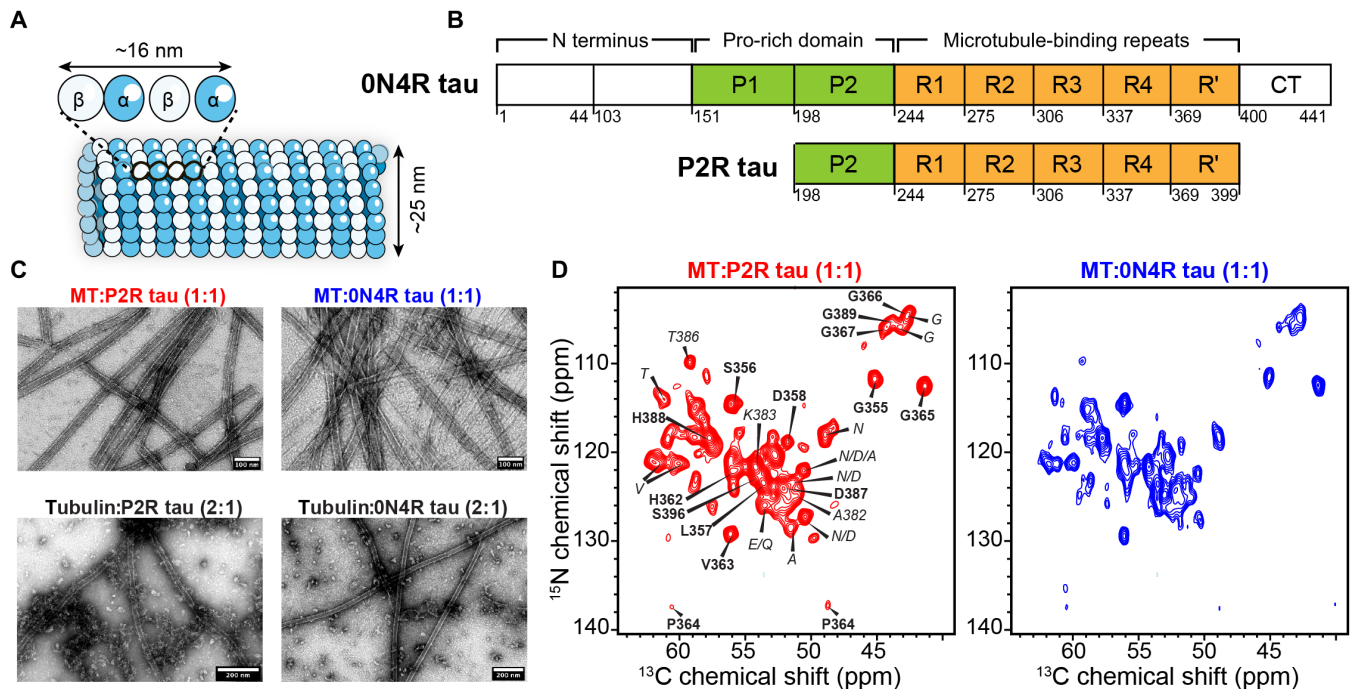 A
~16 nm
β α β α
~25 nm
B
N terminus Pro-rich domain Microtubule-binding repeats
0N4R tau P1 P2 R1 R2 R3 R4 R' CT
1 44 103 151 198 244 275 306 337 369 400 441
P2R tau P2 R1 R2 R3 R4 R'
198 244 275 306 337 369 399
C
MT:P2R tau (1:1) MT:0N4R tau (1:1)
100 nm 100 nm
Tubulin:P2R tau (2:1) Tubulin:0N4R tau (2:1)
200 nm 200 nm
D
MT:P2R tau (1:1) MT:0N4R tau (1:1)
G366
G389 G
G367 G
T386
T S356 G355 G365
D358
H388 K383 N
N/D/A
V N/D
H362 D387
S396 A382
L357 N/D
E/Q A
V363
P364 P364
110
120
130
140
¹⁵N chemical shift (ppm)
60 55 50 45
¹³C chemical shift (ppm)
110
120
130
140
60 55 50 45
¹³C chemical shift (ppm)